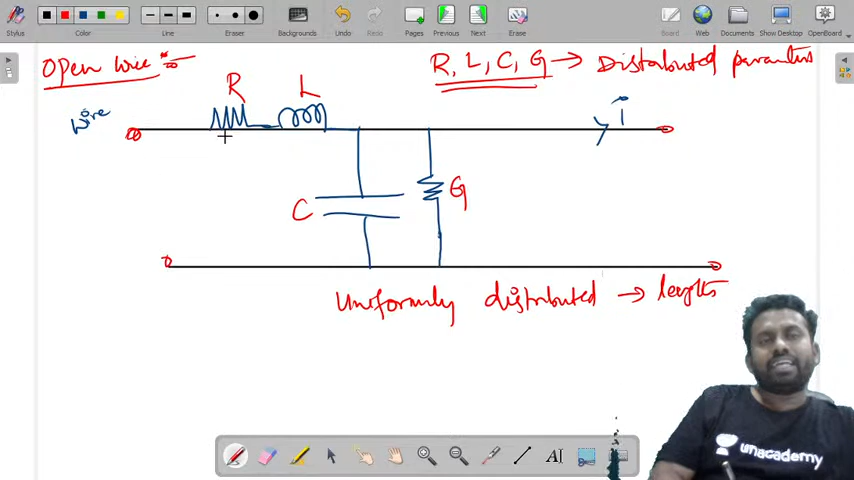 Stylus
Color
Line
Eraser
Backgrounds
Undo
Redo
Pages
Previous
Next
Erase
Board
Web
Documents
Show Desktop
OpenBoard
Open wire :-
R, L, C, G → Distributed parameters
R
L
wire
i
C
G
Uniformly distributed → length
unacademy